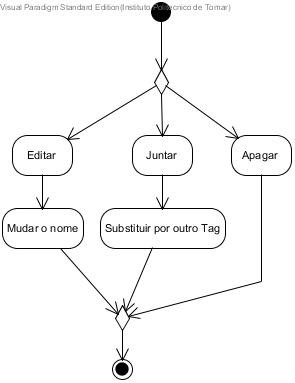 Visual Paradigm Standard Edition(Instituto Politécnico de Tomar)
Editar
Juntar
Apagar
Mudar o nome
Substituir por outro Tag